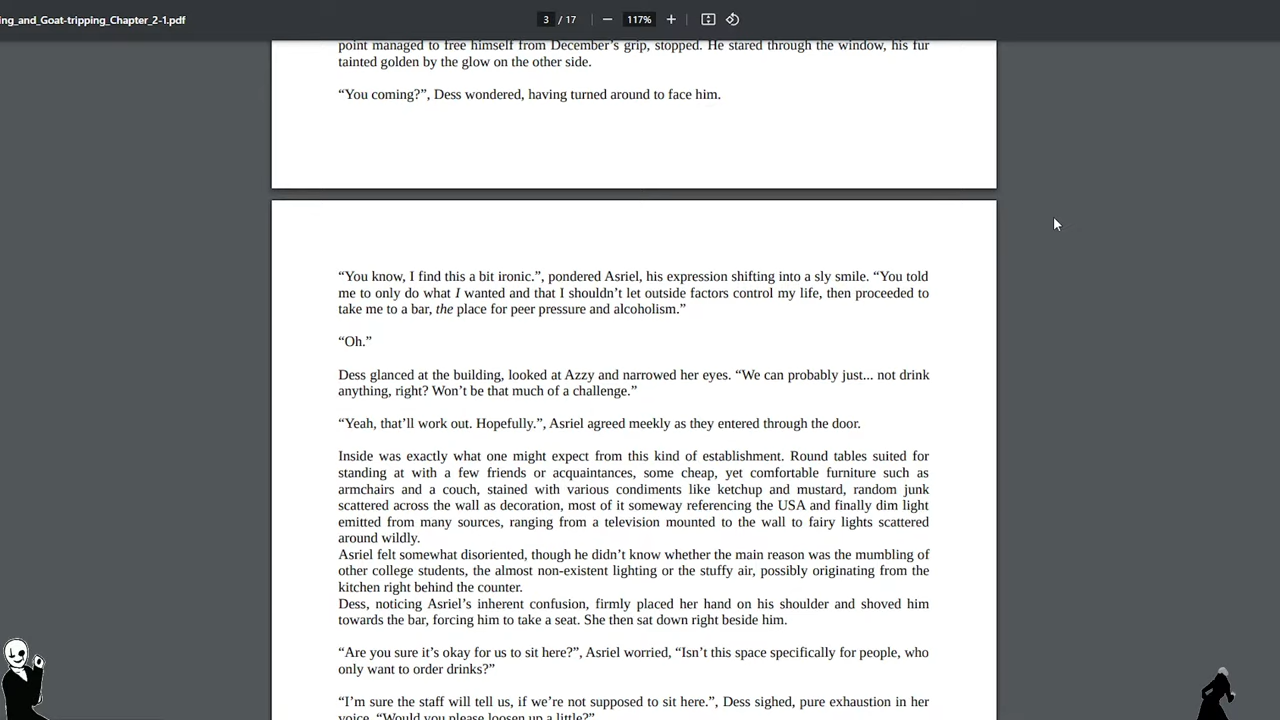 ing_and_Goat-tripping_Chapter_2-1.pdf
3 / 17
117%
point managed to free himself from December’s grip, stopped. He stared through the window, his fur
tainted golden by the glow on the other side.
“You coming?”, Dess wondered, having turned around to face him.
“You know, I find this a bit ironic.”, pondered Asriel, his expression shifting into a sly smile. “You told
me to only do what I wanted and that I shouldn’t let outside factors control my life, then proceeded to
take me to a bar, the place for peer pressure and alcoholism.”
“Oh.”
Dess glanced at the building, looked at Azzy and narrowed her eyes. “We can probably just... not drink
anything, right? Won’t be that much of a challenge.”
“Yeah, that’ll work out. Hopefully.”, Asriel agreed meekly as they entered through the door.
Inside was exactly what one might expect from this kind of establishment. Round tables suited for
standing at with a few friends or acquaintances, some cheap, yet comfortable furniture such as
armchairs and a couch, stained with various condiments like ketchup and mustard, random junk
scattered across the wall as decoration, most of it someway referencing the USA and finally dim light
emitted from many sources, ranging from a television mounted to the wall to fairy lights scattered
around wildly.
Asriel felt somewhat disoriented, though he didn’t know whether the main reason was the mumbling of
other college students, the almost non-existent lighting or the stuffy air, possibly originating from the
kitchen right behind the counter.
Dess, noticing Asriel’s inherent confusion, firmly placed her hand on his shoulder and shoved him
towards the bar, forcing him to take a seat. She then sat down right beside him.
“Are you sure it’s okay for us to sit here?”, Asriel worried, “Isn’t this space specifically for people, who
only want to order drinks?”
“I’m sure the staff will tell us, if we’re not supposed to sit here.”, Dess sighed, pure exhaustion in her
voice. “Would you please loosen up a little?”